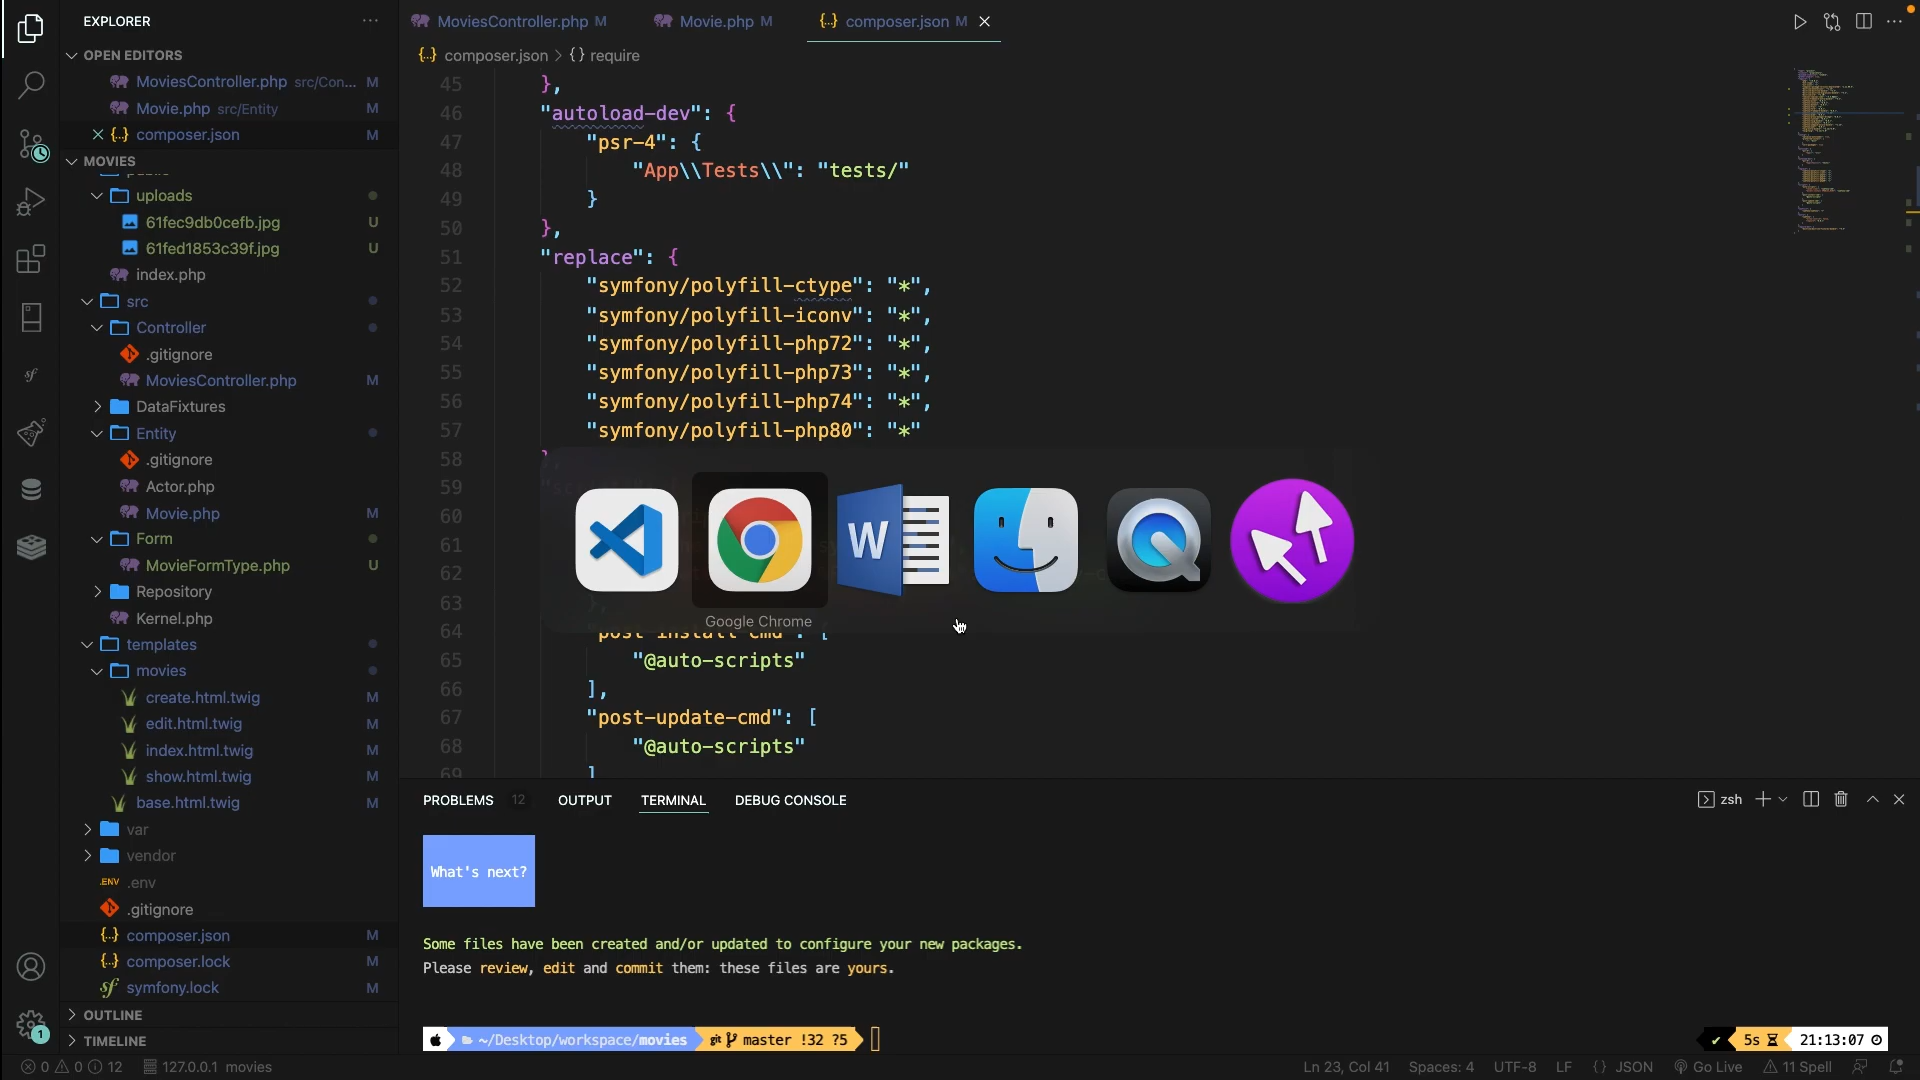 EXPLORER
OPEN EDITORS
MoviesController.php src/Con... M
Movie.php src/Entity M
composer.json M
MOVIES
public
uploads
61fec9db0cefb.jpg U
61fed1853c39f.jpg U
index.php
src
Controller
.gitignore
MoviesController.php M
DataFixtures
Entity
.gitignore
Actor.php
Movie.php M
Form
MovieFormType.php U
Repository
Kernel.php
templates
movies
create.html.twig M
edit.html.twig M
index.html.twig M
show.html.twig M
base.html.twig M
var
vendor
.ENV .env
.gitignore
composer.json M
composer.lock M
symfony.lock M
OUTLINE
TIMELINE
MoviesController.php M
Movie.php M
composer.json M
composer.json > {} require
45 },
46 "autoload-dev": {
47 "psr-4": {
48 "App\\Tests\\": "tests/"
49 }
50 },
51 "replace": {
52 "symfony/polyfill-ctype": "*",
53 "symfony/polyfill-iconv": "*",
54 "symfony/polyfill-php72": "*",
55 "symfony/polyfill-php73": "*",
56 "symfony/polyfill-php74": "*",
57 "symfony/polyfill-php80": "*"
58
59
60
61
62
63
64 "post-install-cmd": [
65 "@auto-scripts"
66 ],
67 "post-update-cmd": [
68 "@auto-scripts"
69 ]
W
Google Chrome
PROBLEMS 12
OUTPUT
TERMINAL
DEBUG CONSOLE
zsh
What's next?
Some files have been created and/or updated to configure your new packages.
Please review, edit and commit them: these files are yours.
~/Desktop/workspace/movies git master !32 ?5
✔ 5s 21:13:07
1
0 0 12 127.0.0.1 movies
Ln 23, Col 41 Spaces: 4 UTF-8 LF {} JSON Go Live 11 Spell